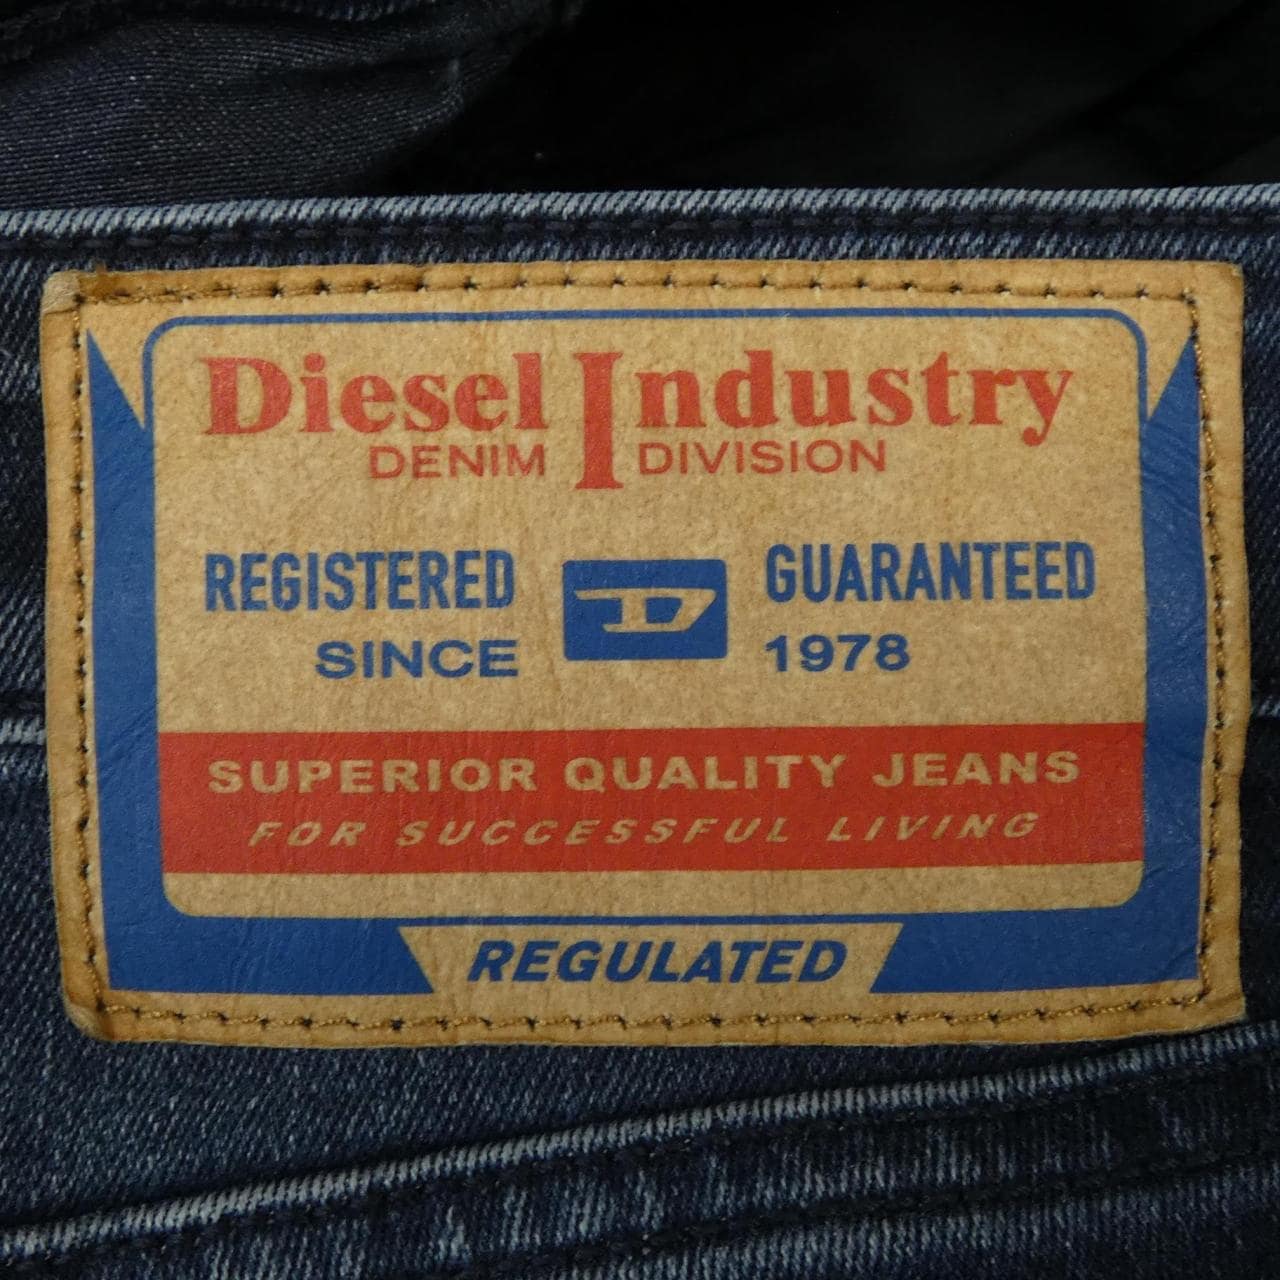 Diesel Industry
DENIM DIVISION
REGISTERED D GUARANTEED
SINCE 1978
SUPERIOR QUALITY JEANS
FOR SUCCESSFUL LIVING
REGULATED